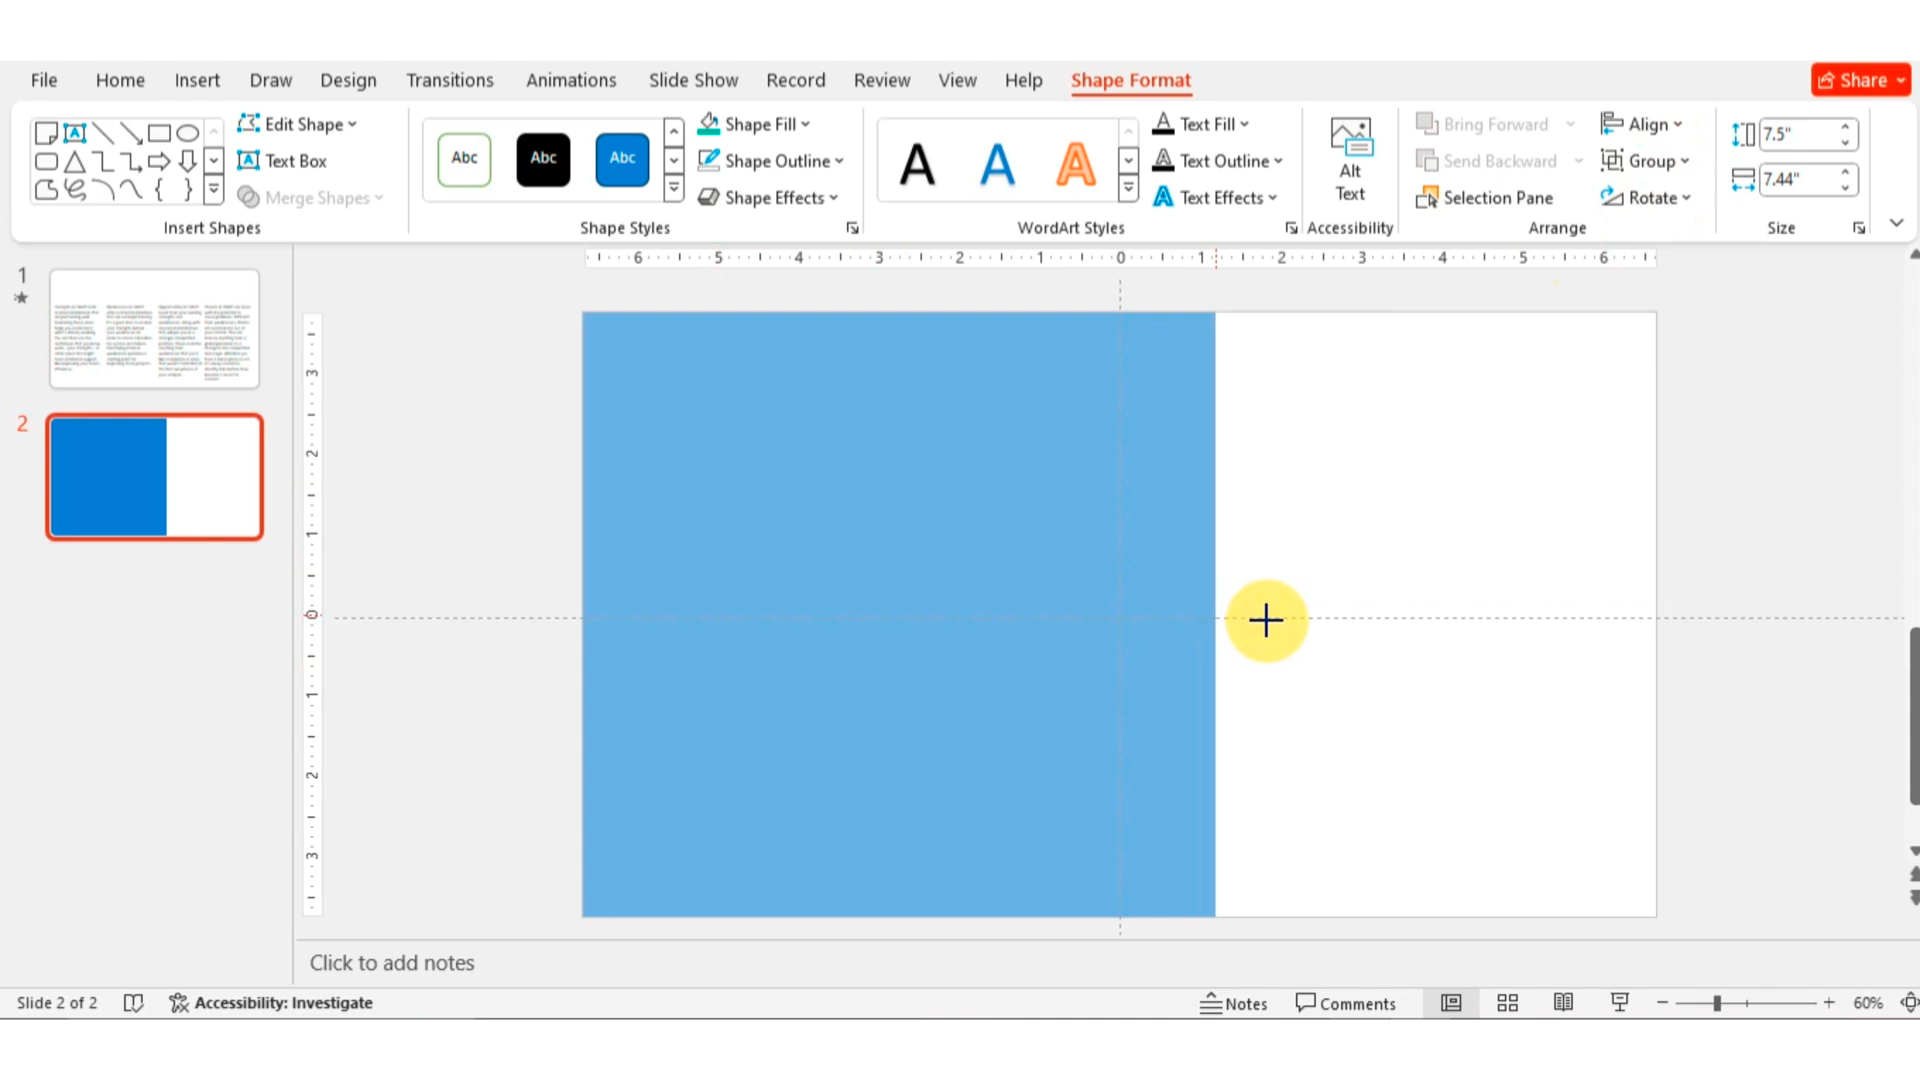 File Home Insert Draw Design Transitions Animations Slide Show Record Review View Help Shape Format Share
Edit Shape
Text Box
Merge Shapes
Insert Shapes
Abc Abc Abc
Shape Fill
Shape Outline
Shape Effects
Shape Styles
A A A
Text Fill
Text Outline
Text Effects
WordArt Styles
Alt
Text
Accessibility
Bring Forward
Send Backward
Selection Pane
Align
Group
Rotate
Arrange
7.5"
7.44"
Size
6 5 4 3 2 1 0 1 2 3 4 5 6
3
2
1
0
1
2
3
1
2
Click to add notes
Slide 2 of 2 Accessibility: Investigate Notes Comments 60%